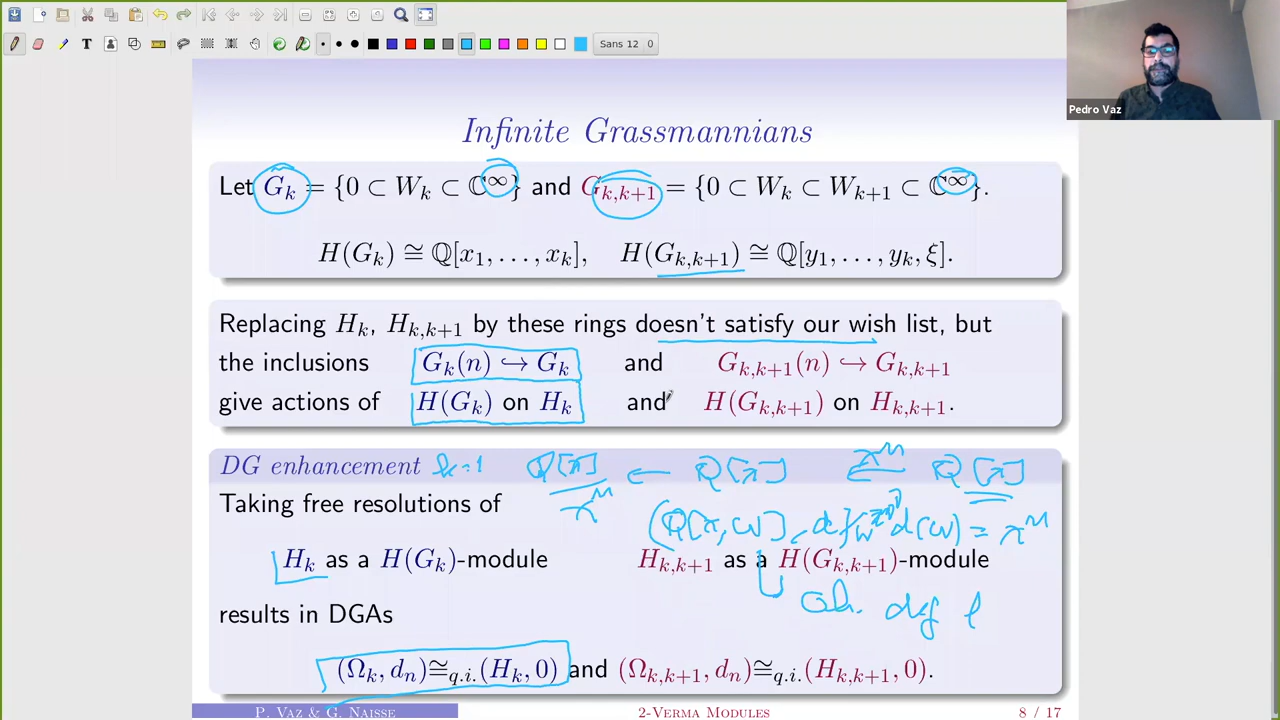 Sans 12 0
Pedro Vaz
Infinite Grassmannians
Let G_k = {0 ⊂ W_k ⊂ ℂ^∞} and G_{k,k+1} = {0 ⊂ W_k ⊂ W_{k+1} ⊂ ℂ^∞}.
H(G_k) ≅ ℚ[x_1, …, x_k], H(G_{k,k+1}) ≅ ℚ[y_1, …, y_k, ξ].
Replacing H_k, H_{k,k+1} by these rings doesn't satisfy our wish list, but
the inclusions G_k(n) ↪ G_k and G_{k,k+1}(n) ↪ G_{k,k+1}
give actions of H(G_k) on H_k and H(G_{k,k+1}) on H_{k,k+1}.
DG enhancement k=1 ℚ[x]/x^n ← ℚ[x] ←^{x^n} ℚ[x]
Taking free resolutions of
(ℚ[x,ω], d) d(ω) = x^n
H_k as a H(G_k)-module H_{k,k+1} as a H(G_{k,k+1})-module
results in DGAs
(Ω_k, d_n) ≅_{q.i.} (H_k, 0) and (Ω_{k,k+1}, d_n) ≅_{q.i.} (H_{k,k+1}, 0).
P. Vaz & G. Naisse 2-Verma Modules 8 / 17